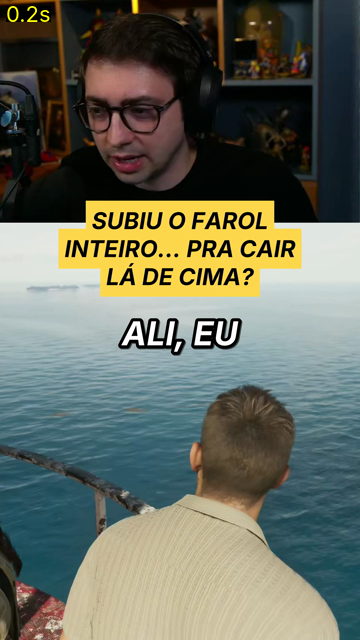 0.2s
SUBIU O FAROL
INTEIRO... PRA CAIR
LÁ DE CIMA?
ALI, EU